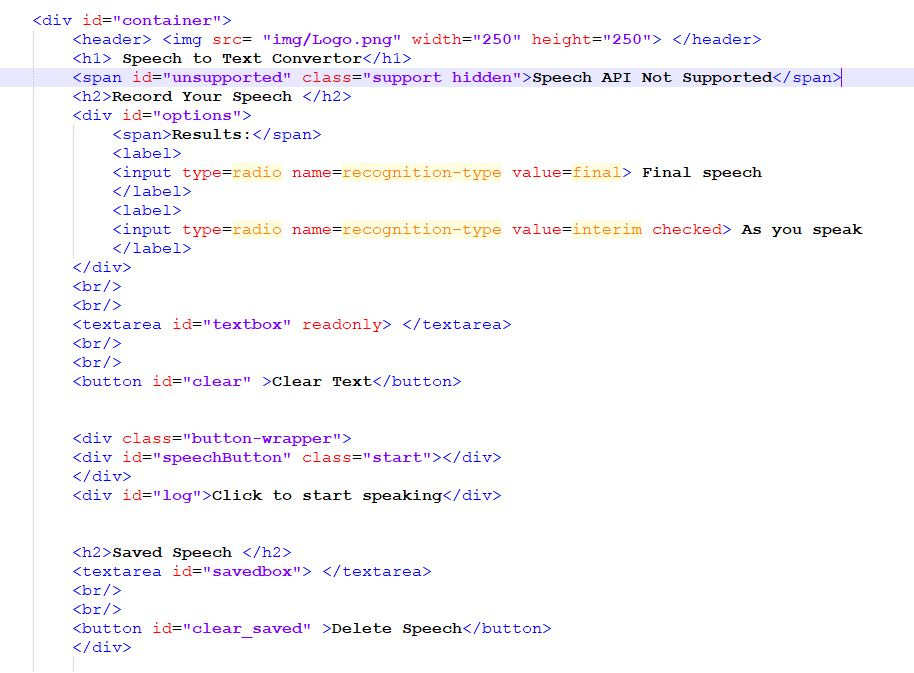 <div id="container">
<header> <img src= "img/Logo.png" width="250" height="250"> </header>
<h1> Speech to Text Convertor</h1>
<span id="unsupported" class="support hidden">Speech API Not Supported</span>
<h2>Record Your Speech </h2>
<div id="options">
<span>Results:</span>
<label>
<input type=radio name=recognition-type value=final> Final speech
</label>
<label>
<input type=radio name=recognition-type value=interim checked> As you speak
</label>
</div>
<br/>
<br/>
<textarea id="textbox" readonly> </textarea>
<br/>
<br/>
<button id="clear" >Clear Text</button>
<div class="button-wrapper">
<div id="speechButton" class="start"></div>
</div>
<div id="log">Click to start speaking</div>
<h2>Saved Speech </h2>
<textarea id="savedbox"> </textarea>
<br/>
<br/>
<button id="clear_saved" >Delete Speech</button>
</div>